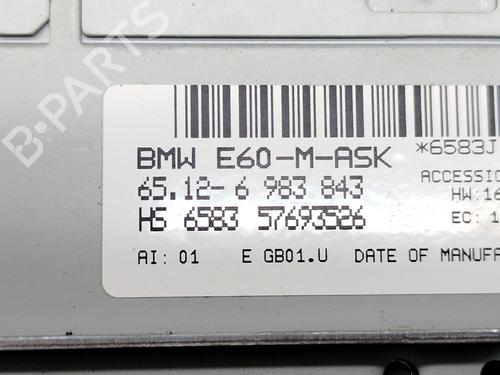 BMW E60-M-ASK
*6583J
65.12- 6 983 843
ACCESSIO
HW:16
HS 6583 57693526
EC: 1
AI: 01 E GB01.U DATE OF MANUFA
B-Parts